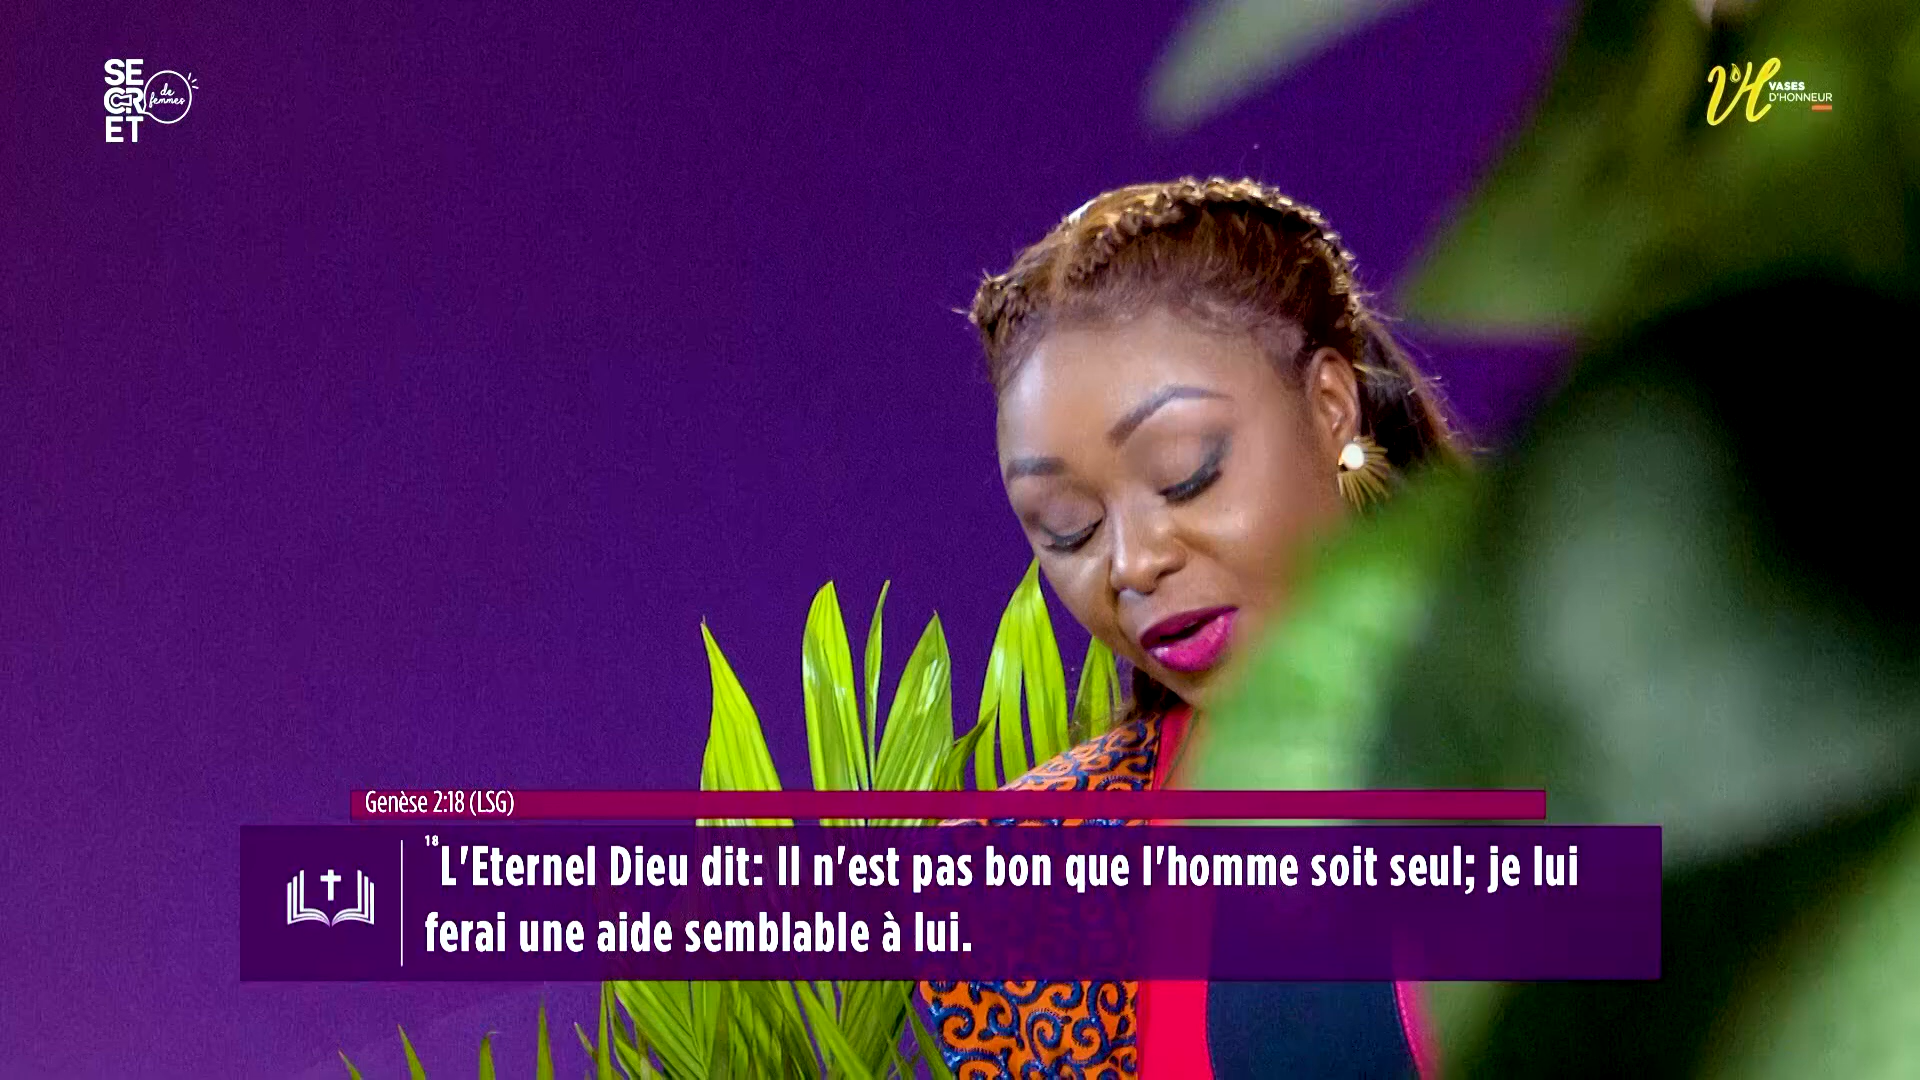 SE
CR
ET
de
femmes
VH
VASES
D'HONNEUR
Genèse 2:18 (LSG)
18 L'Eternel Dieu dit: Il n'est pas bon que l'homme soit seul; je lui
ferai une aide semblable à lui.